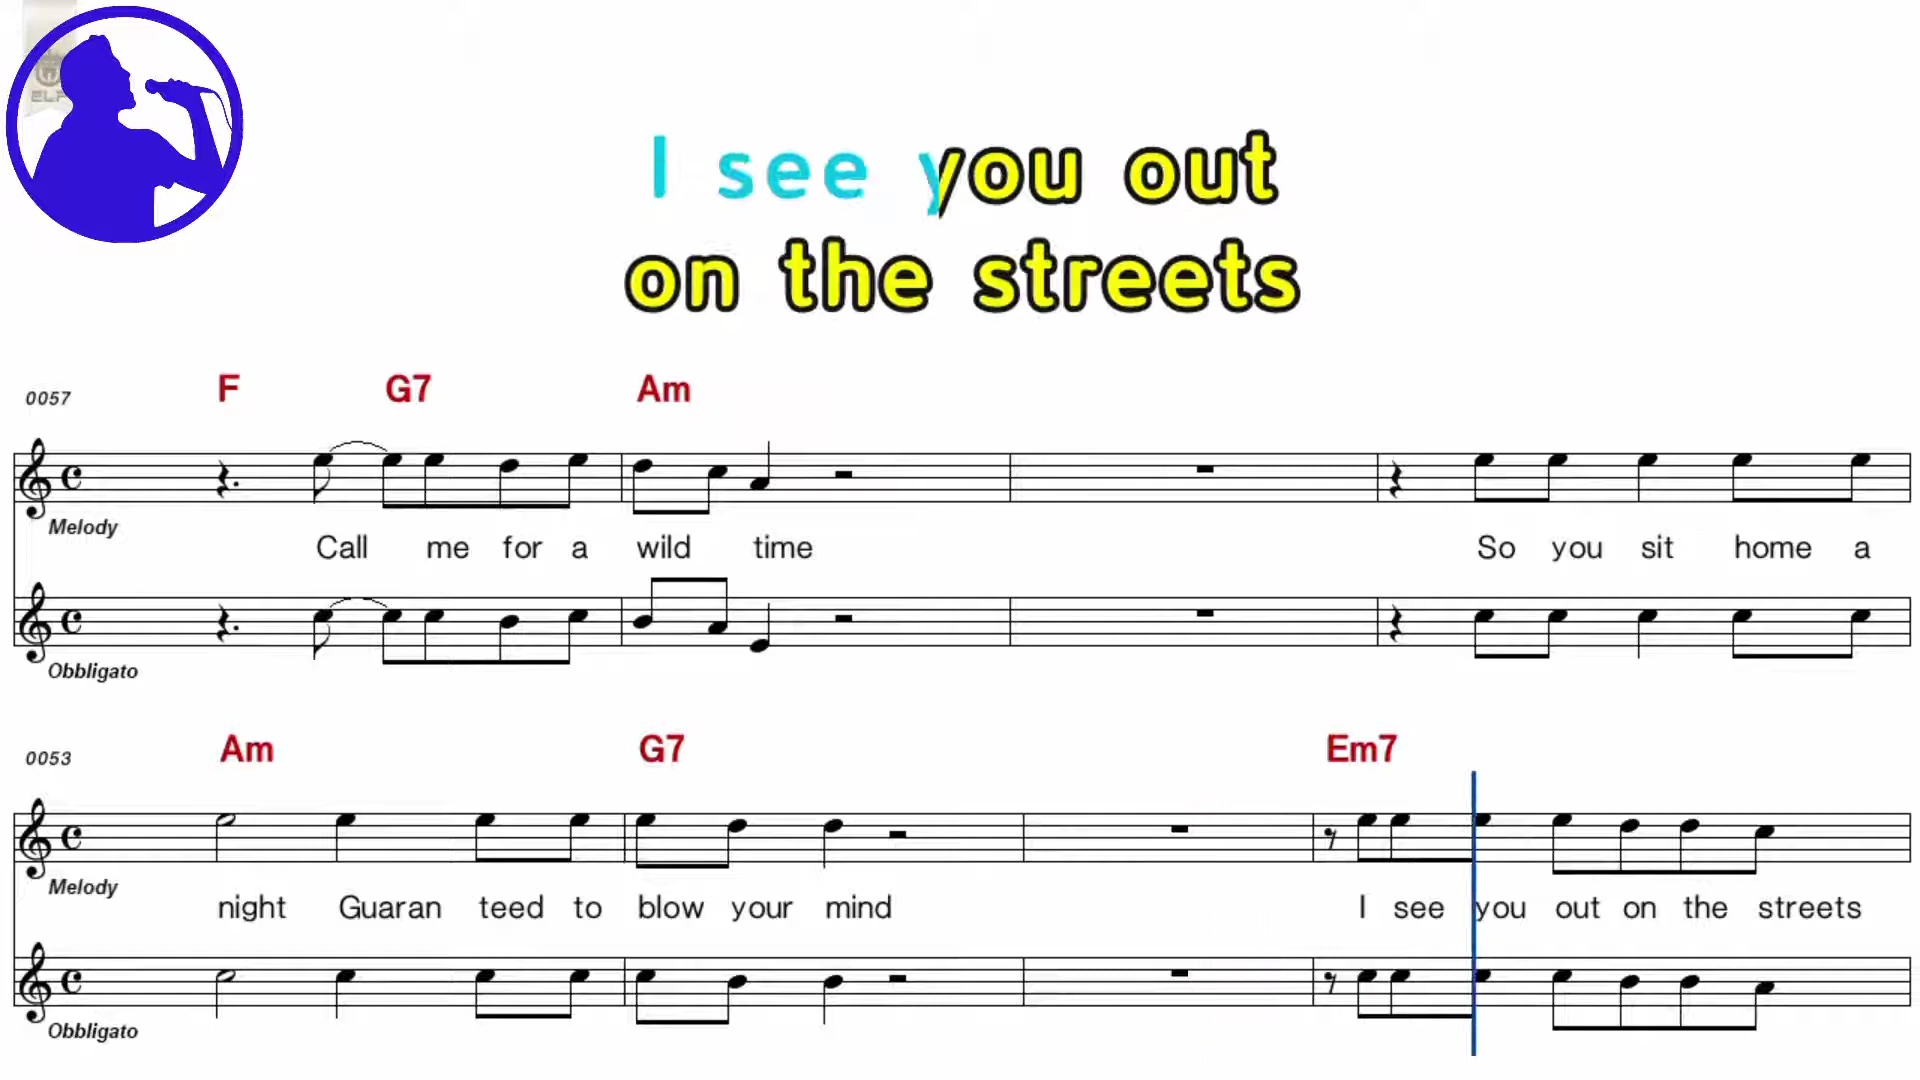 I see you out
on the streets
0057 F G7 Am
Melody
Call me for a wild time So you sit home a
Obbligato
0053 Am G7 Em7
Melody
night Guaran teed to blow your mind I see you out on the streets
Obbligato